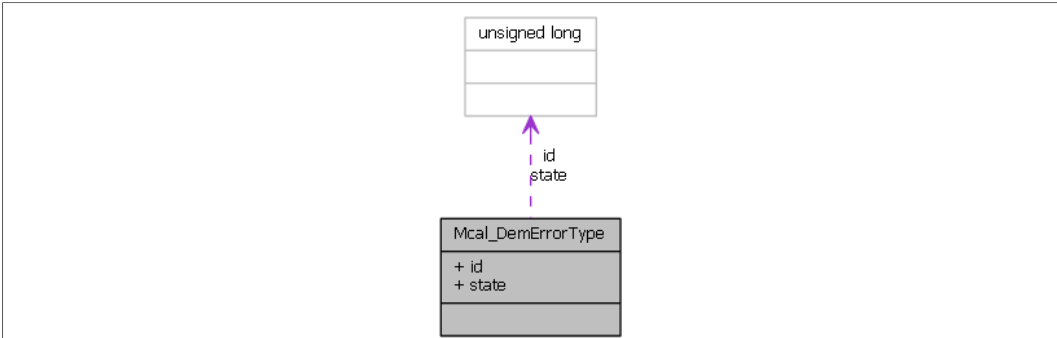 unsigned long
id
state
Mcal_DemErrorType
+ id
+ state